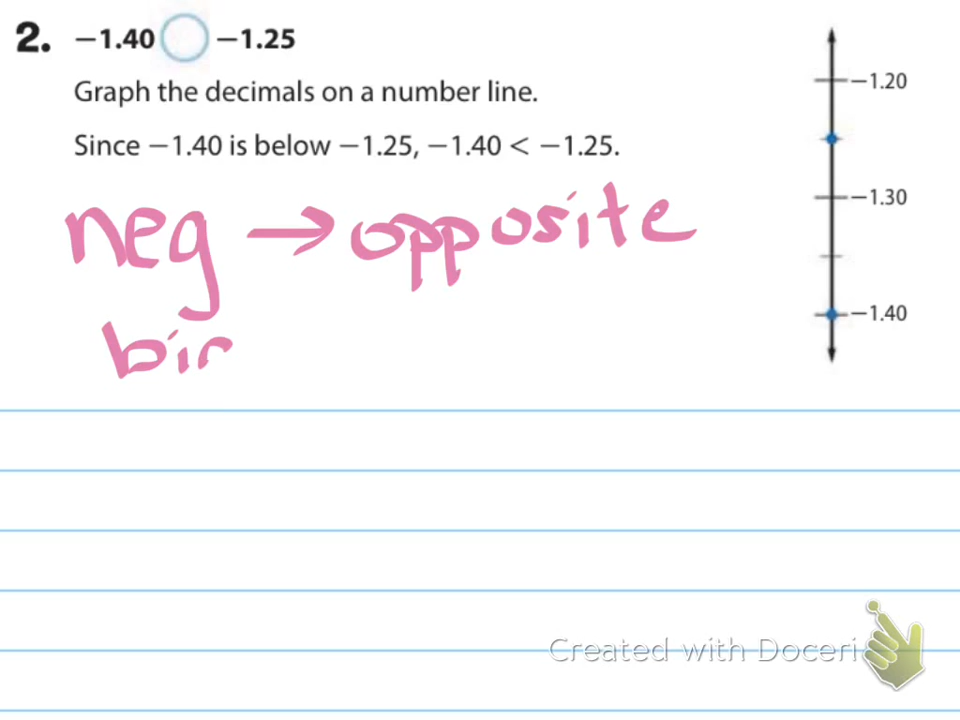 2. −1.40 −1.25
Graph the decimals on a number line.
Since −1.40 is below −1.25, −1.40 < −1.25.
neg → opposite
bir
−1.20
−1.30
−1.40
Created with Doceri